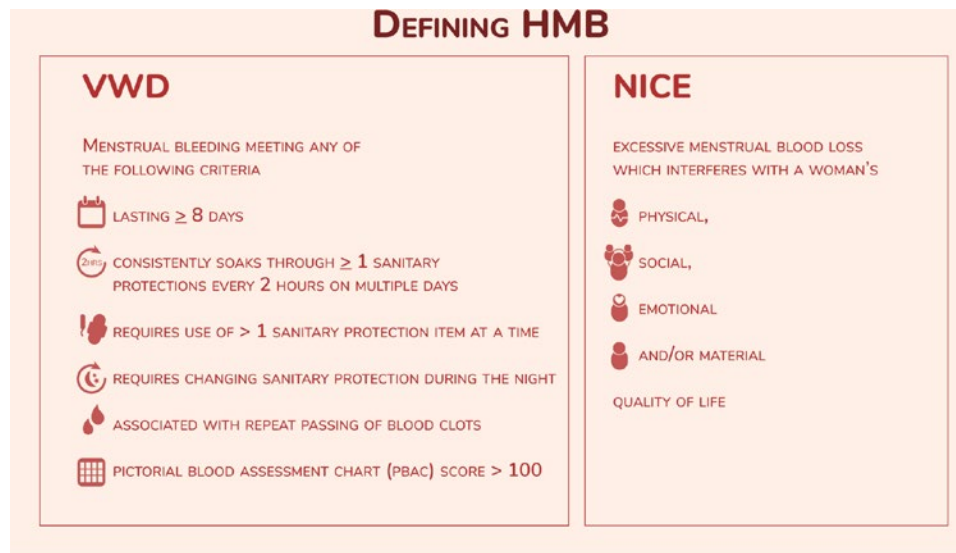 DEFINING HMB
VWD
MENSTRUAL BLEEDING MEETING ANY OF
THE FOLLOWING CRITERIA
LASTING ≥ 8 DAYS
2HRS
CONSISTENTLY SOAKS THROUGH ≥ 1 SANITARY
PROTECTIONS EVERY 2 HOURS ON MULTIPLE DAYS
REQUIRES USE OF > 1 SANITARY PROTECTION ITEM AT A TIME
REQUIRES CHANGING SANITARY PROTECTION DURING THE NIGHT
ASSOCIATED WITH REPEAT PASSING OF BLOOD CLOTS
PICTORIAL BLOOD ASSESSMENT CHART (PBAC) SCORE > 100
NICE
EXCESSIVE MENSTRUAL BLOOD LOSS
WHICH INTERFERES WITH A WOMAN'S
PHYSICAL,
SOCIAL,
EMOTIONAL
AND/OR MATERIAL
QUALITY OF LIFE